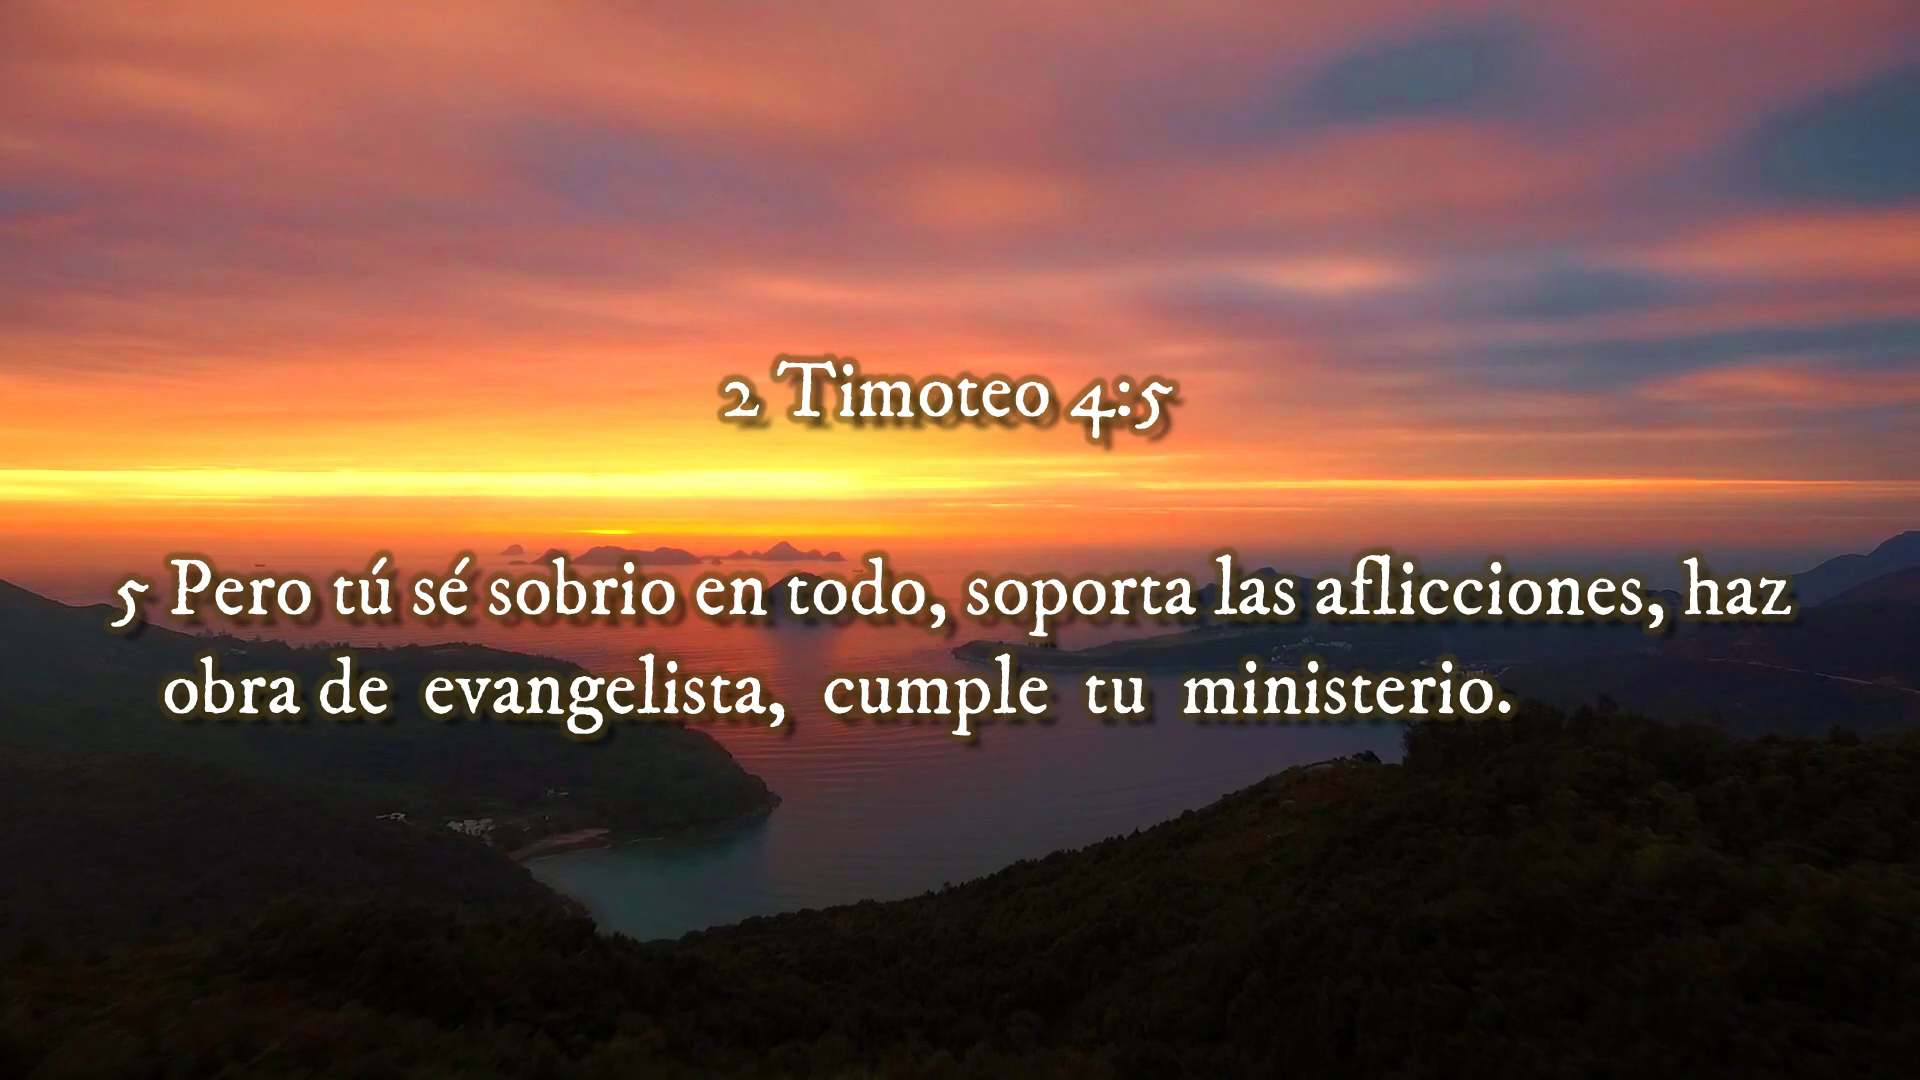 2 Timoteo 4:5
5 Pero tú sé sobrio en todo, soporta las aflicciones, haz
obra de evangelista, cumple tu ministerio.